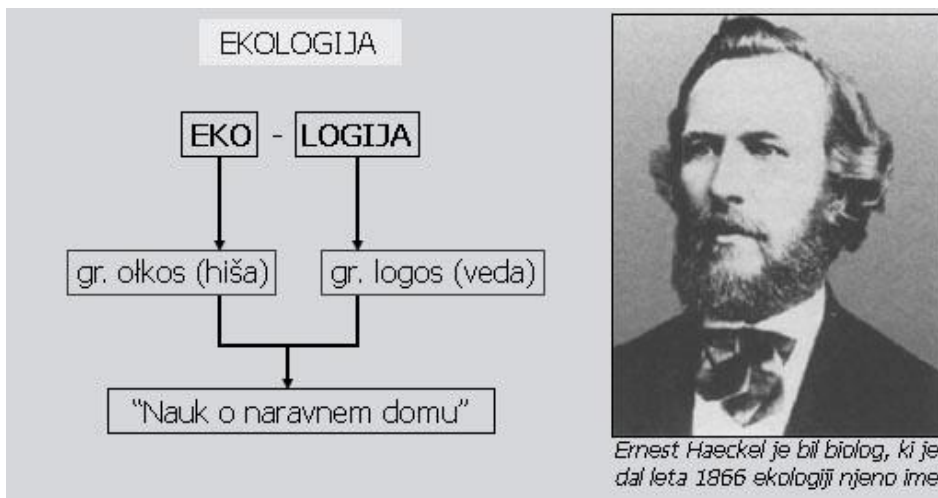 EKOLOGIJA
EKO - LOGIJA
gr. ołkos (hiša)
gr. logos (veda)
“Nauk o naravnem domu”
Ernest Haeckel je bil biolog, ki je
dal leta 1866 ekologiji njeno ime